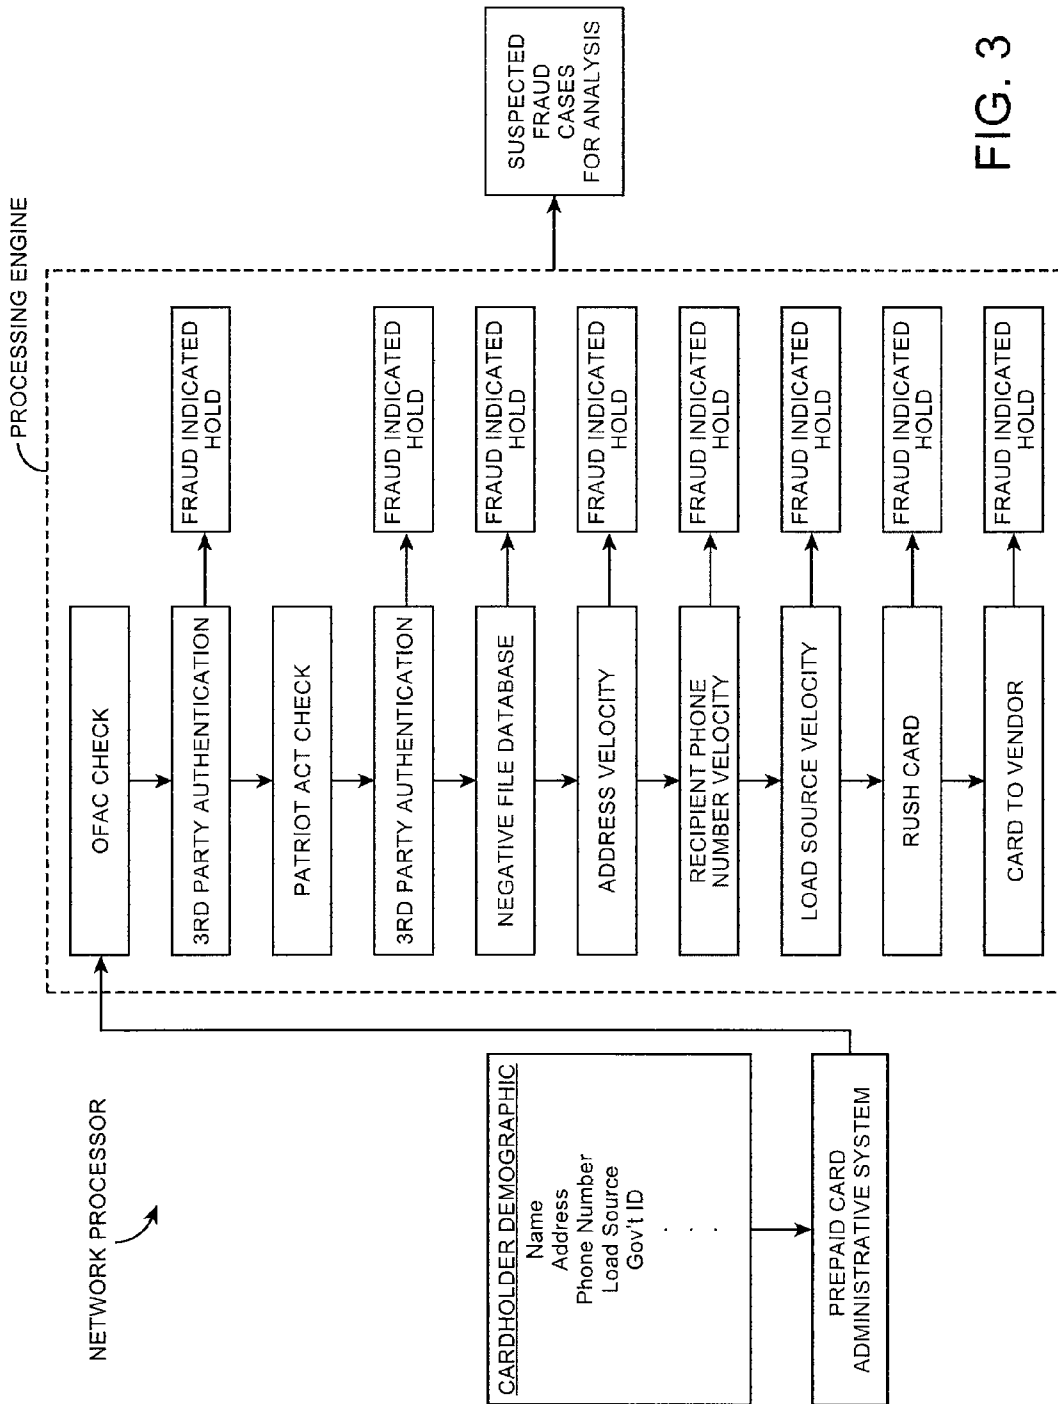 NETWORK PROCESSOR
CARDHOLDER DEMOGRAPHIC
Name
Address
Phone Number
Load Source
Gov't ID
. . .
PREPAID CARD
ADMINISTRATIVE SYSTEM
PROCESSING ENGINE
OFAC CHECK
3RD PARTY AUTHENTICATION
FRAUD INDICATED
HOLD
PATRIOT ACT CHECK
3RD PARTY AUTHENTICATION
FRAUD INDICATED
HOLD
NEGATIVE FILE DATABASE
FRAUD INDICATED
HOLD
ADDRESS VELOCITY
FRAUD INDICATED
HOLD
RECIPIENT PHONE
NUMBER VELOCITY
FRAUD INDICATED
HOLD
LOAD SOURCE VELOCITY
FRAUD INDICATED
HOLD
RUSH CARD
FRAUD INDICATED
HOLD
CARD TO VENDOR
FRAUD INDICATED
HOLD
SUSPECTED
FRAUD
CASES
FOR ANALYSIS
FIG. 3